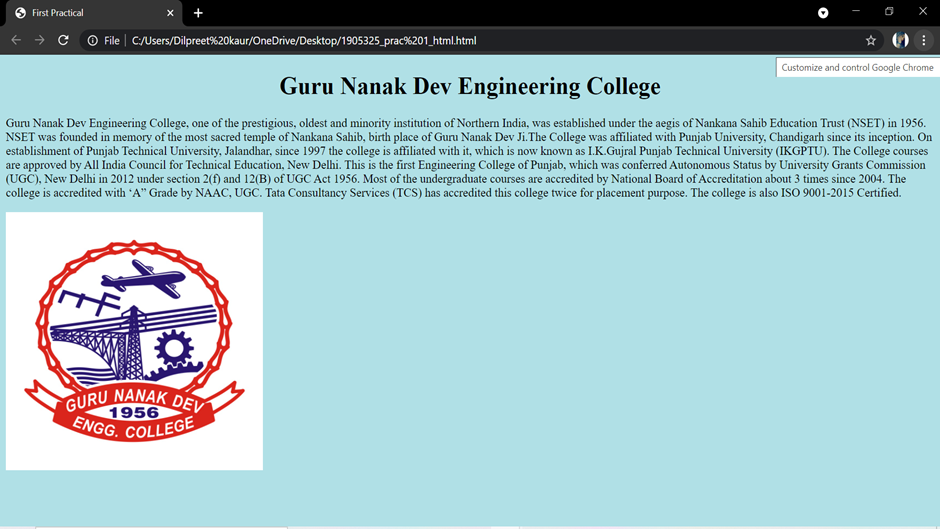 First Practical
File
C:/Users/Dilpreet%20kaur/OneDrive/Desktop/1905325_prac%201_html.html
Customize and control Google Chrome
Guru Nanak Dev Engineering College
Guru Nanak Dev Engineering College, one of the prestigious, oldest and minority institution of Northern India, was established under the aegis of Nankana Sahib Education Trust (NSET) in 1956.
NSET was founded in memory of the most sacred temple of Nankana Sahib, birth place of Guru Nanak Dev Ji.The College was affiliated with Punjab University, Chandigarh since its inception. On
establishment of Punjab Technical University, Jalandhar, since 1997 the college is affiliated with it, which is now known as I.K.Gujral Punjab Technical University (IKGPTU). The College courses
are approved by All India Council for Technical Education, New Delhi. This is the first Engineering College of Punjab, which was conferred Autonomous Status by University Grants Commission
(UGC), New Delhi in 2012 under section 2(f) and 12(B) of UGC Act 1956. Most of the undergraduate courses are accredited by National Board of Accreditation about 3 times since 2004. The
college is accredited with ‘A” Grade by NAAC, UGC. Tata Consultancy Services (TCS) has accredited this college twice for placement purpose. The college is also ISO 9001-2015 Certified.
GURU NANAK DEV
1956
ENGG. COLLEGE